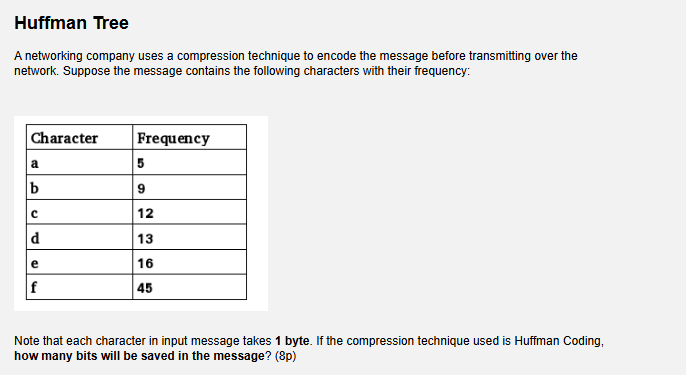 Huffman Tree
A networking company uses a compression technique to encode the message before transmitting over the
network. Suppose the message contains the following characters with their frequency:
Character Frequency
a 5
b 9
c 12
d 13
e 16
f 45
Note that each character in input message takes 1 byte. If the compression technique used is Huffman Coding,
how many bits will be saved in the message? (8p)